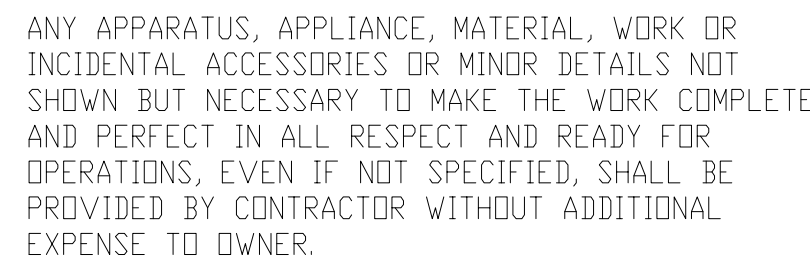 ANY APPARATUS, APPLIANCE, MATERIAL, WORK OR
INCIDENTAL ACCESSORIES OR MINOR DETAILS NOT
SHOWN BUT NECESSARY TO MAKE THE WORK COMPLETE
AND PERFECT IN ALL RESPECT AND READY FOR
OPERATIONS, EVEN IF NOT SPECIFIED, SHALL BE
PROVIDED BY CONTRACTOR WITHOUT ADDITIONAL
EXPENSE TO OWNER.